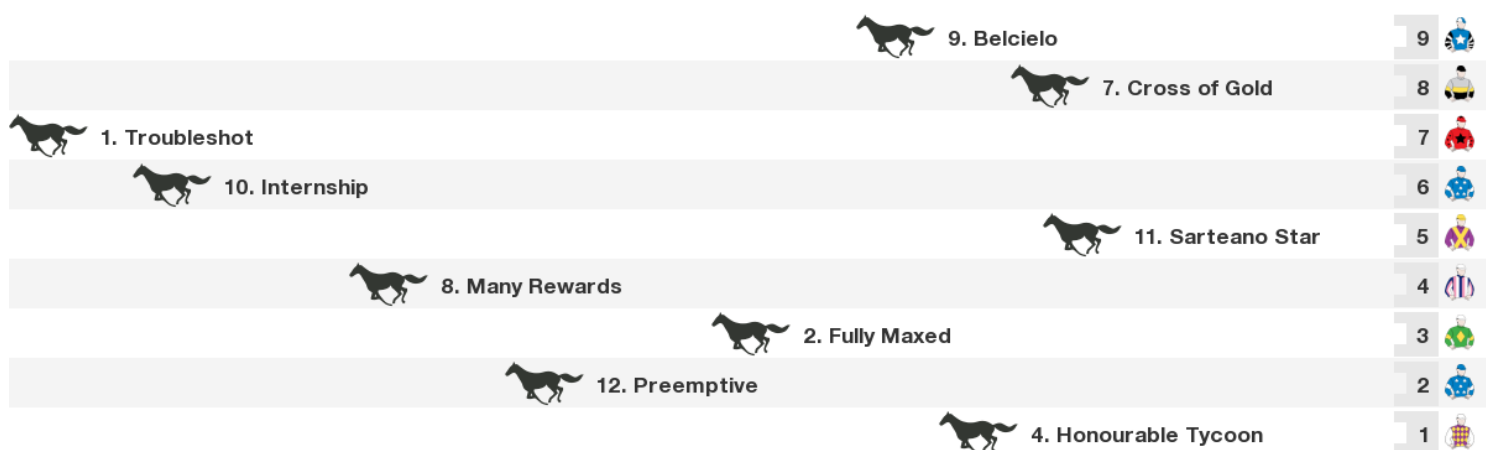 9. Belcielo 9
7. Cross of Gold 8
1. Troubleshot 7
10. Internship 6
11. Sarteano Star 5
8. Many Rewards 4
2. Fully Maxed 3
12. Preemptive 2
4. Honourable Tycoon 1